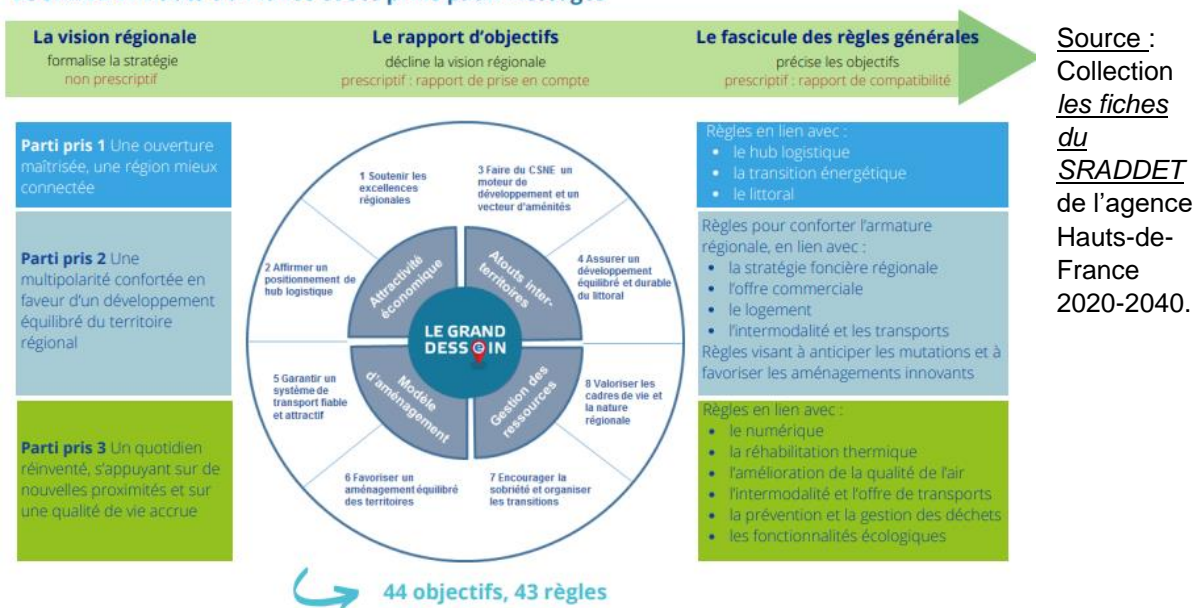 La vision régionale
formalise la stratégie
non prescriptif
Le rapport d'objectifs
décline la vision régionale
prescriptif : rapport de prise en compte
Le fascicule des règles générales
précise les objectifs
prescriptif : rapport de compatibilité
Parti pris 1 Une ouverture
maîtrisée, une région mieux
connectée
Parti pris 2 Une
multipolarité confortée en
faveur d'un développement
équilibré du territoire
régional
Parti pris 3 Un quotidien
réinventé, s'appuyant sur de
nouvelles proximités et sur
une qualité de vie accrue
1 Soutenir les
excellences
régionales
3 Faire du CSNE un
moteur de
développement et un
vecteur d'aménités
2 Affirmer un
positionnement de
hub logistique
4 Assurer un
développement
équilibré et durable
du littoral
Attractivité
économique
Atouts inter-
territoires
LE GRAND
DESSEIN
Modèle
d'aménagement
Gestion des
ressources
5 Garantir un
système de
transport fiable
et attractif
8 Valoriser les
cadres de vie et
la nature
régionale
6 Favoriser un
aménagement équilibré
des territoires
7 Encourager la
sobriété et organiser
les transitions
44 objectifs, 43 règles
Règles en lien avec :
• le hub logistique
• la transition énergétique
• le littoral
Règles pour conforter l'armature
régionale, en lien avec :
• la stratégie foncière régionale
• l'offre commerciale
• le logement
• l'intermodalité et les transports
Règles visant à anticiper les mutations et à
favoriser les aménagements innovants
Règles en lien avec :
• le numérique
• la réhabilitation thermique
• l'amélioration de la qualité de l'air
• l'intermodalité et l'offre de transports
• la prévention et la gestion des déchets
• les fonctionnalités écologiques
Source :
Collection
les fiches
du
SRADDET
de l'agence
Hauts-de-
France
2020-2040.